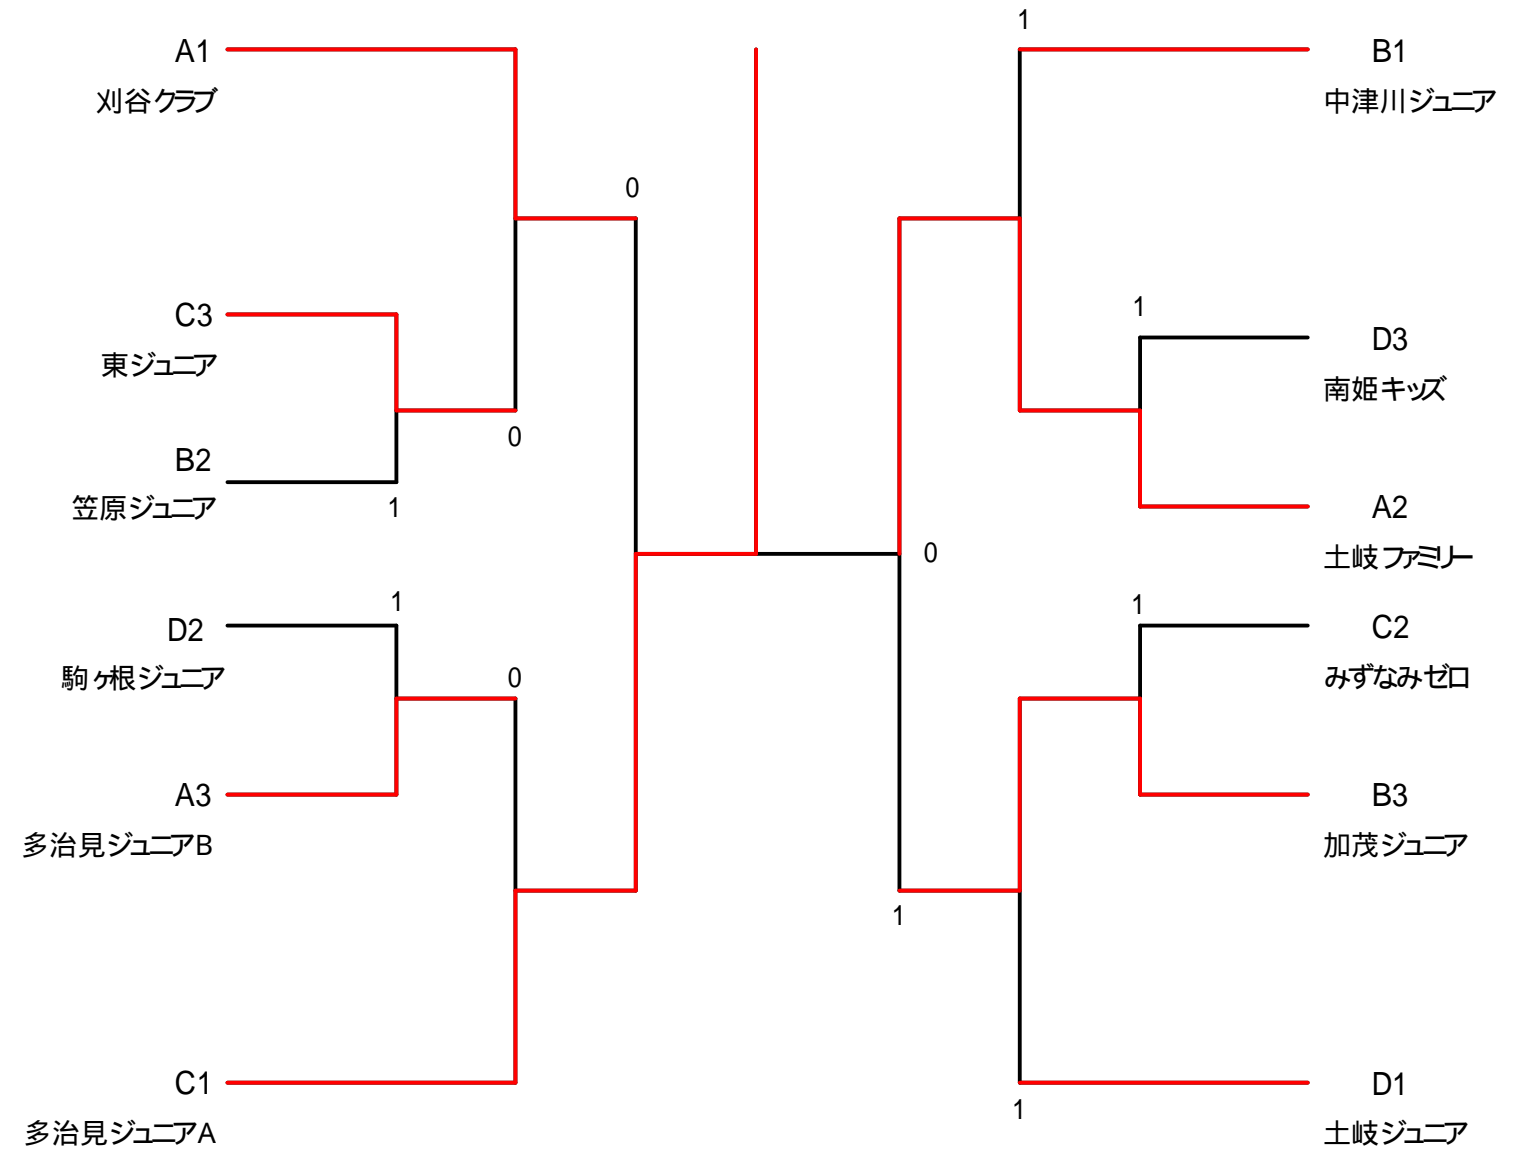 A1
刈谷クラブ
0
C3
東ジュニア
0
B2
笠原ジュニア
1
1
D2
駒ヶ根ジュニア
0
A3
多治見ジュニアB
C1
多治見ジュニアA
1
B1
中津川ジュニア
1
D3
南姫キッズ
A2
土岐ファミリー
0
1
C2
みずなみゼロ
B3
加茂ジュニア
1
D1
土岐ジュニア
1